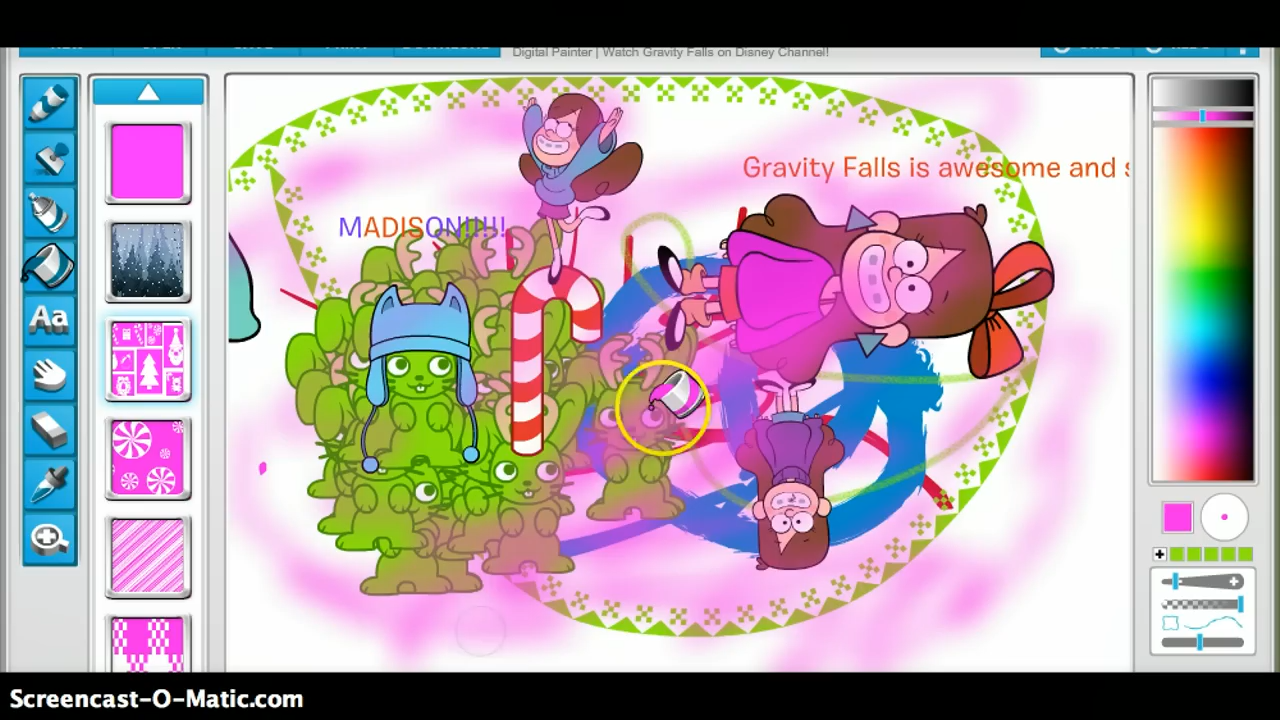 Digital Painter | Watch Gravity Falls on Disney Channel!
Gravity Falls is awesome and s
MADISON!!!!!
Aa
Screencast-O-Matic.com